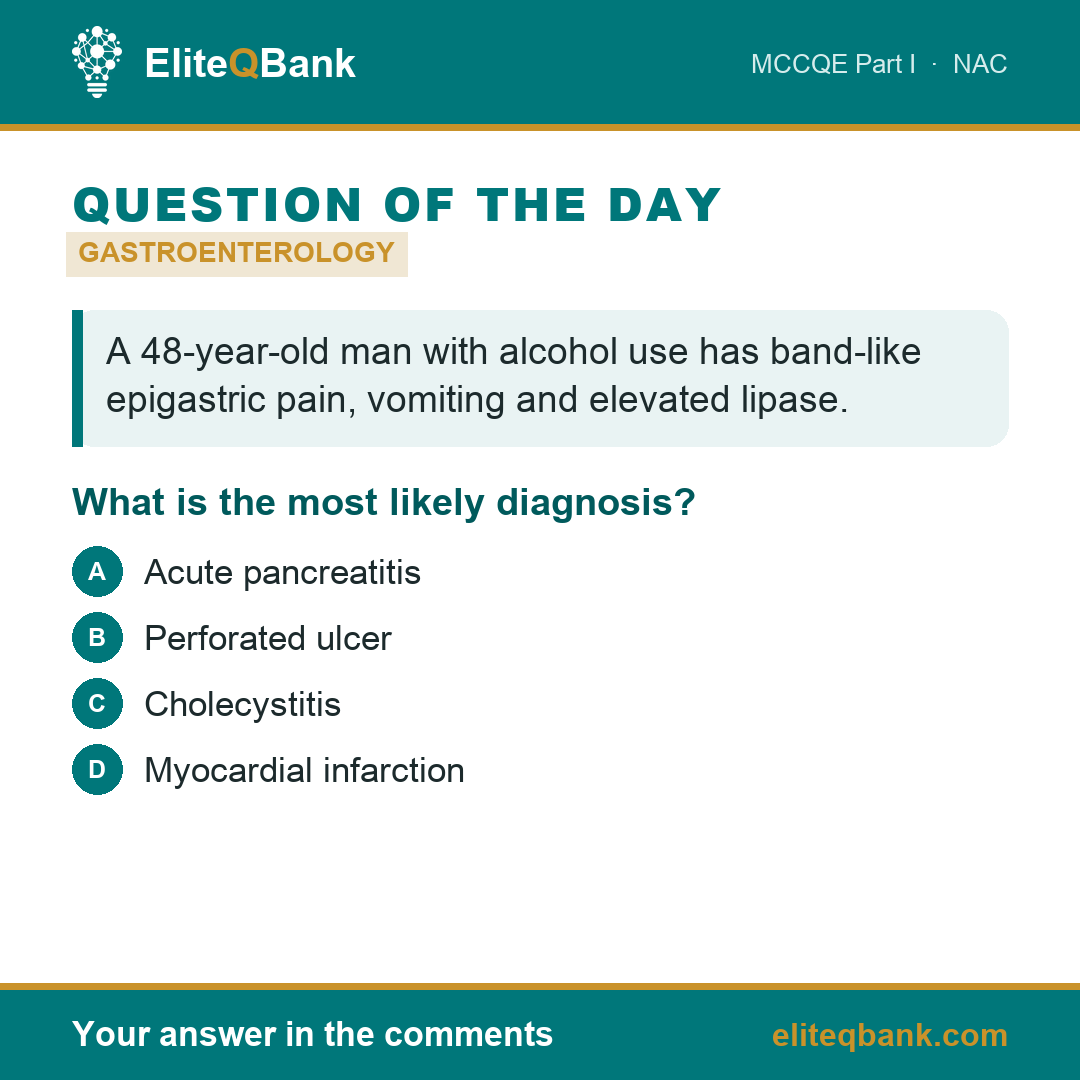 EliteQBank
MCCQE Part I · NAC
QUESTION OF THE DAY
GASTROENTEROLOGY
A 48-year-old man with alcohol use has band-like
epigastric pain, vomiting and elevated lipase.
What is the most likely diagnosis?
A Acute pancreatitis
B Perforated ulcer
C Cholecystitis
D Myocardial infarction
Your answer in the comments
eliteqbank.com